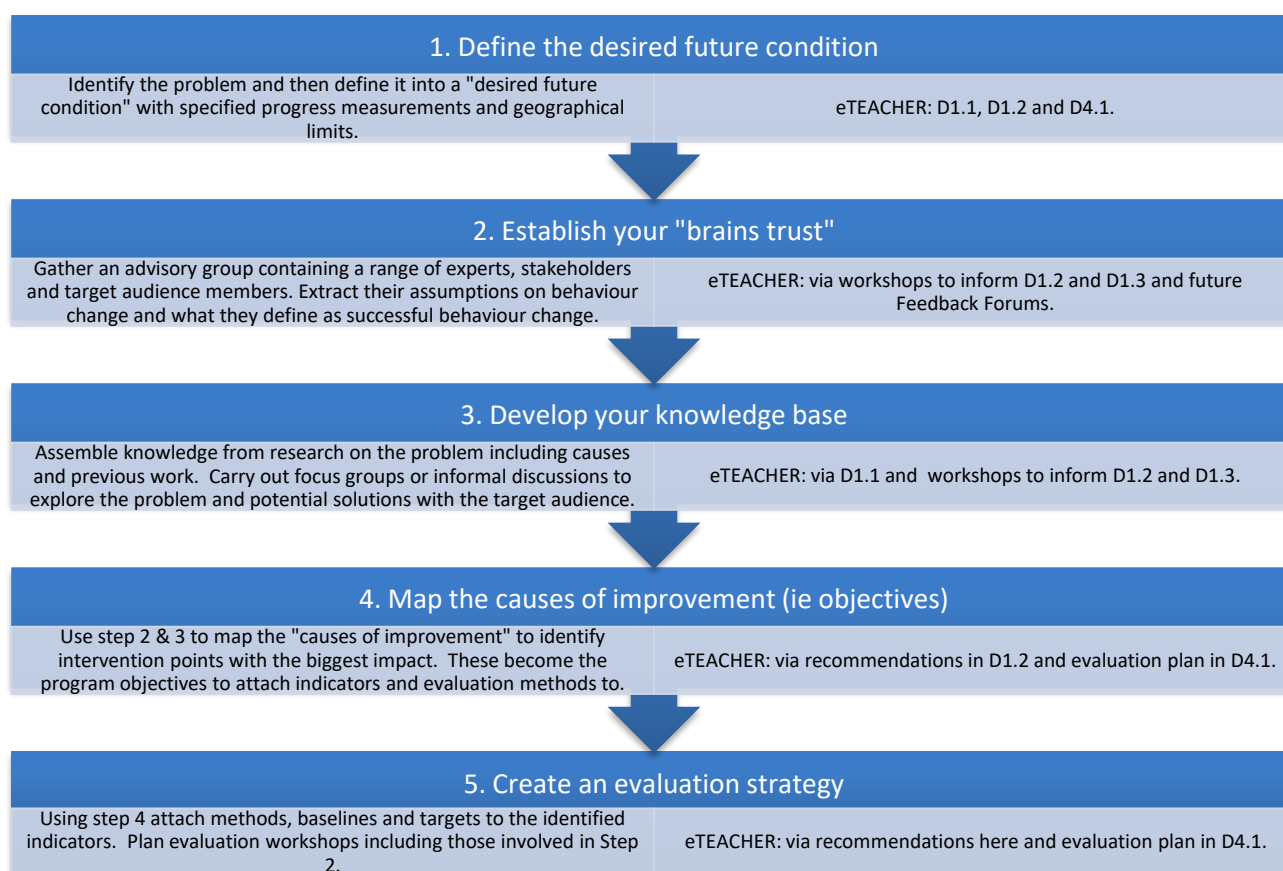 1. Define the desired future condition
Identify the problem and then define it into a "desired future
condition" with specified progress measurements and geographical
limits.
eTEACHER: D1.1, D1.2 and D4.1.
2. Establish your "brains trust"
Gather an advisory group containing a range of experts, stakeholders
and target audience members. Extract their assumptions on behaviour
change and what they define as successful behaviour change.
eTEACHER: via workshops to inform D1.2 and D1.3 and future
Feedback Forums.
3. Develop your knowledge base
Assemble knowledge from research on the problem including causes
and previous work. Carry out focus groups or informal discussions to
explore the problem and potential solutions with the target audience.
eTEACHER: via D1.1 and workshops to inform D1.2 and D1.3.
4. Map the causes of improvement (ie objectives)
Use step 2 & 3 to map the "causes of improvement" to identify
intervention points with the biggest impact. These become the
program objectives to attach indicators and evaluation methods to.
eTEACHER: via recommendations in D1.2 and evaluation plan in D4.1.
5. Create an evaluation strategy
Using step 4 attach methods, baselines and targets to the identified
indicators. Plan evaluation workshops including those involved in Step
2.
eTEACHER: via recommendations here and evaluation plan in D4.1.